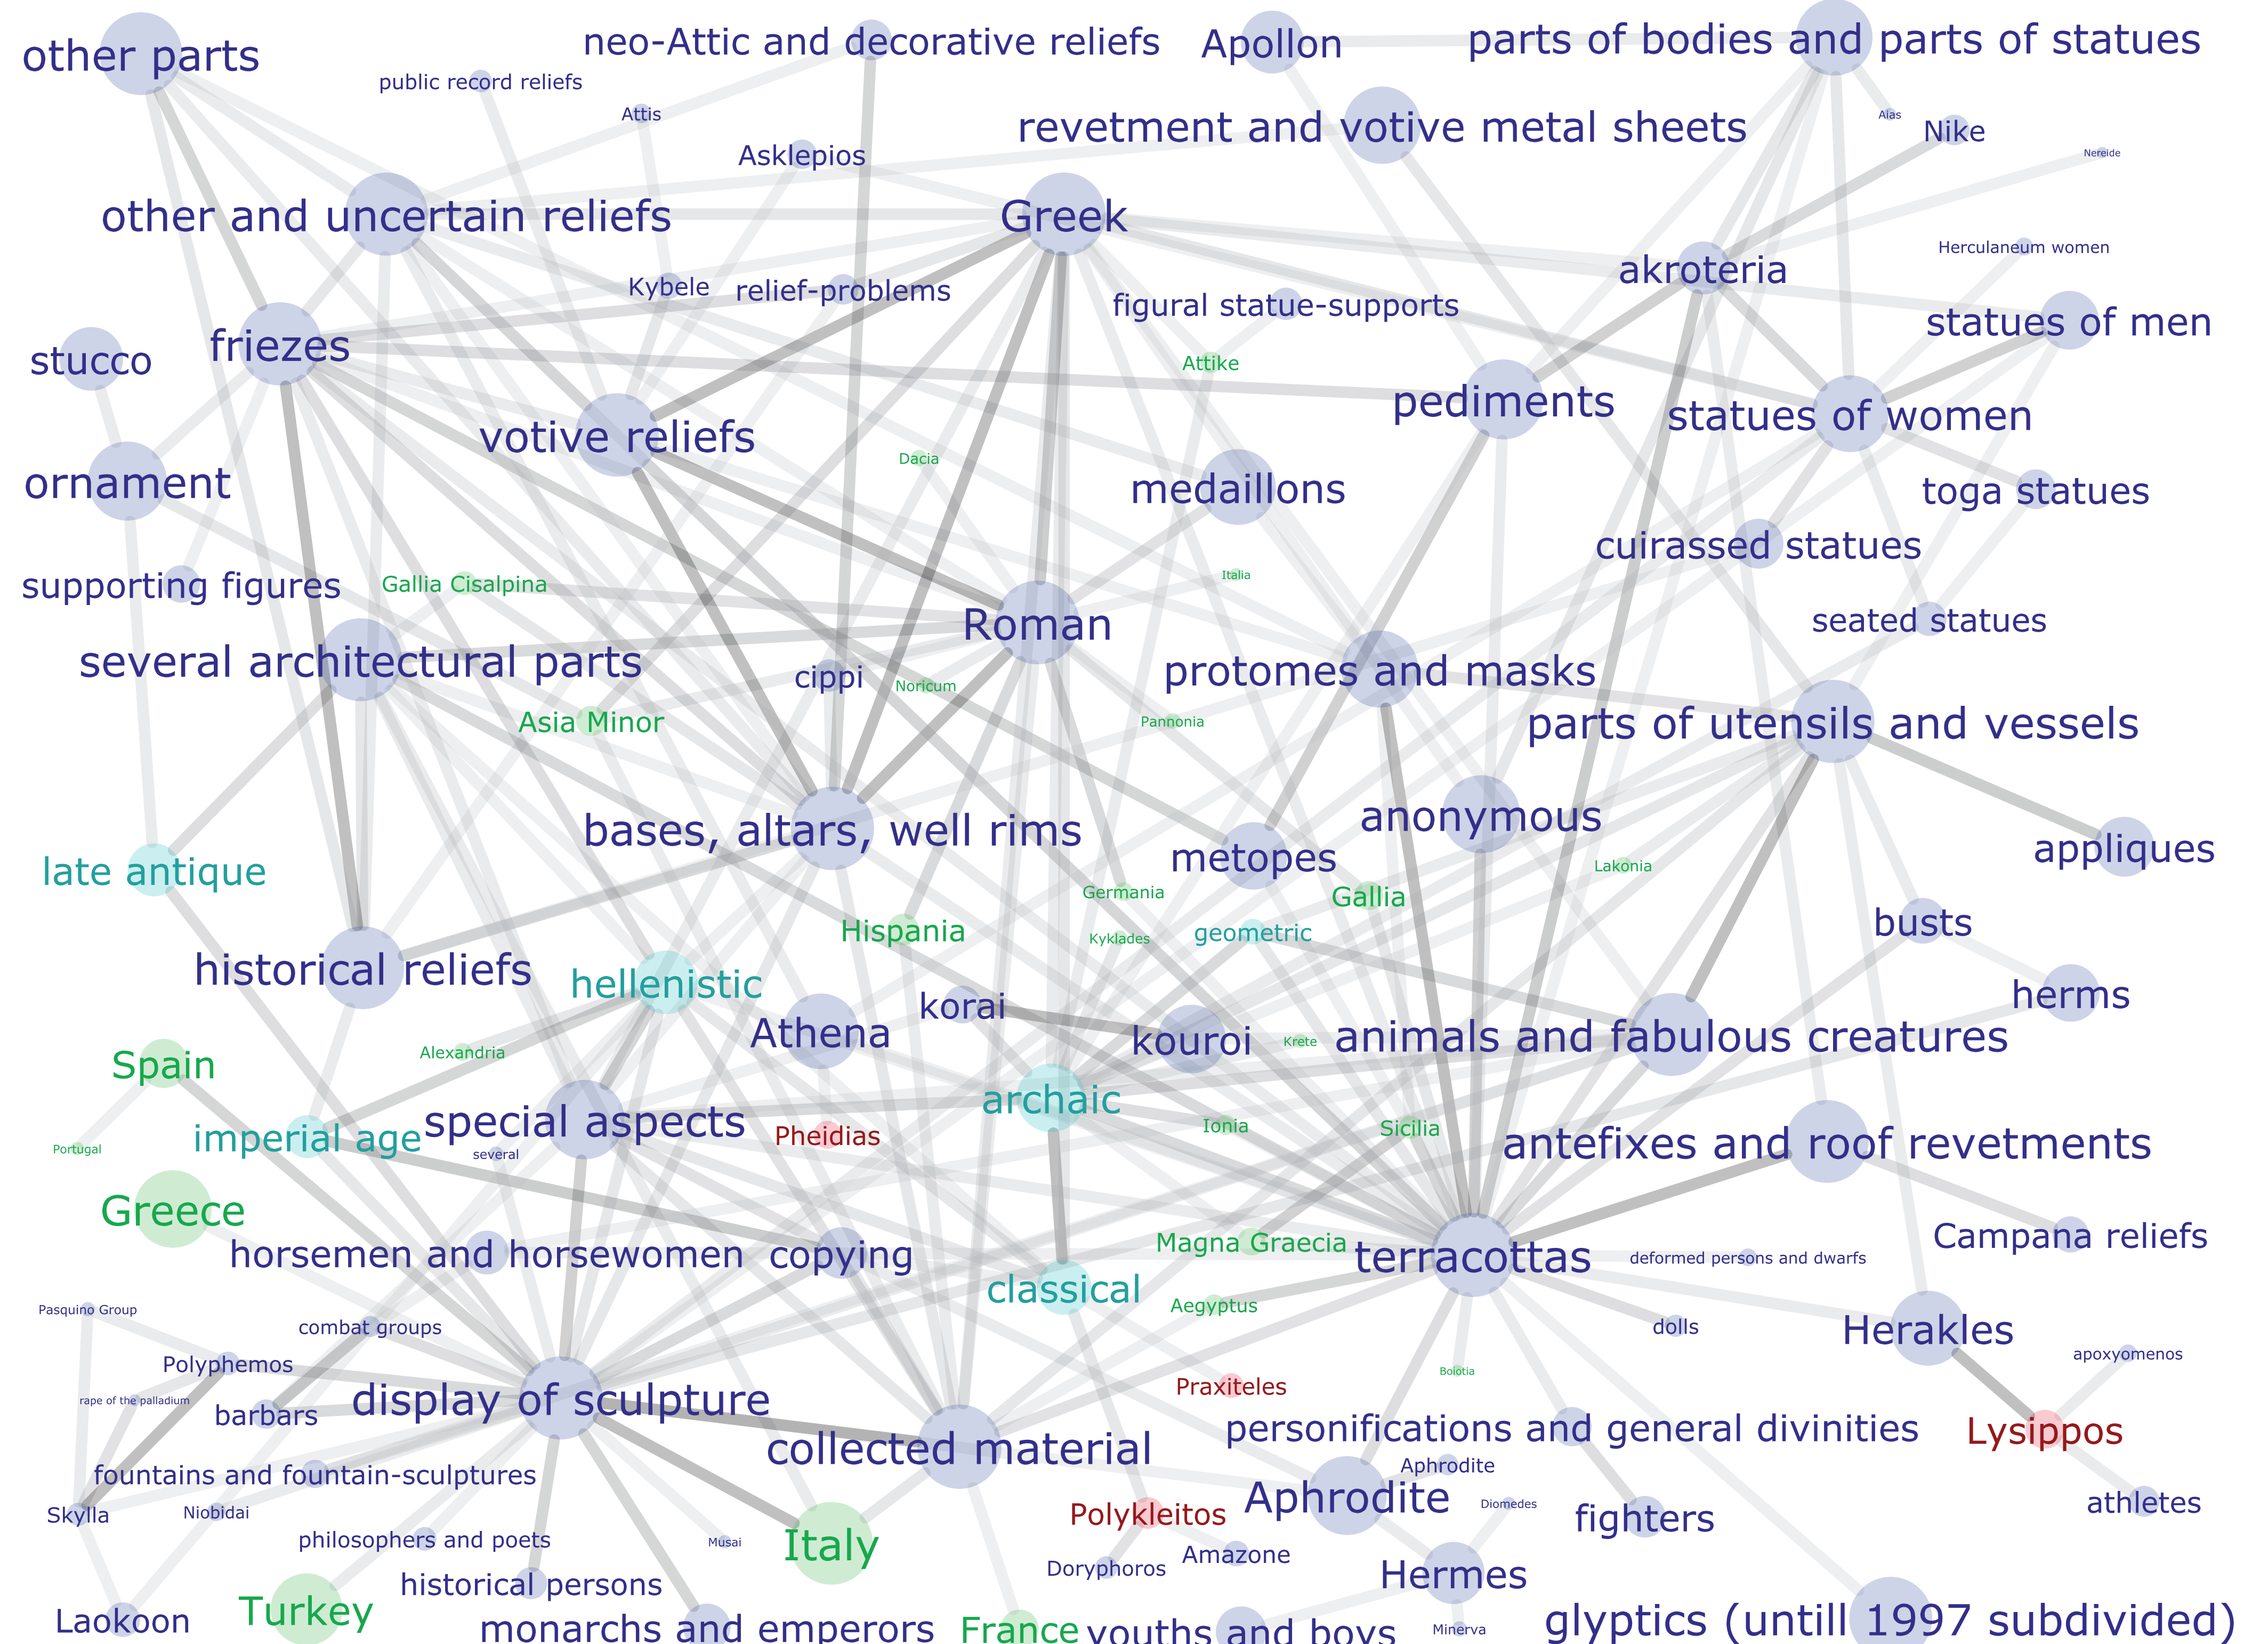 other parts
neo-Attic and decorative reliefs
Apollon
parts of bodies and parts of statues
public record reliefs
Attis
Aias
revetment and votive metal sheets
Nike
Asklepios
Nereide
other and uncertain reliefs
Greek
Herculaneum women
akroteria
Kybele
relief-problems
figural statue-supports
statues of men
friezes
stucco
Attike
pediments
statues of women
votive reliefs
Dacia
ornament
medaillons
toga statues
cuirassed statues
Italia
supporting figures
Gallia Cisalpina
Roman
seated statues
several architectural parts
cippi
Noricum
protomes and masks
Asia Minor
Pannonia
parts of utensils and vessels
bases, altars, well rims
anonymous
appliques
metopes
late antique
Lakonia
Germania
Gallia
Hispania
Kyklades
geometric
busts
historical reliefs
hellenistic
korai
herms
Athena
kouroi
Krete
animals and fabulous creatures
Spain
Alexandria
archaic
imperial age
special aspects
Pheidias
Ionia
Sicilia
antefixes and roof revetments
Portugal
several
Greece
horsemen and horsewomen
copying
Magna Graecia
terracottas
deformed persons and dwarfs
Campana reliefs
classical
Aegyptus
Pasquino Group
combat groups
dolls
Herakles
Polyphemos
apoxyomenos
Boiotia
Praxiteles
rape of the palladium
barbars
display of sculpture
personifications and general divinities
Lysippos
collected material
fountains and fountain-sculptures
Aphrodite
Aphrodite
Diomedes
athletes
Skylla
Niobidai
Polykleitos
fighters
philosophers and poets
Musai
Italy
Doryphoros
Amazone
Hermes
historical persons
Laokoon
Turkey
monarchs and emperors
France
youths and boys
Minerva
glyptics (untill 1997 subdivided)